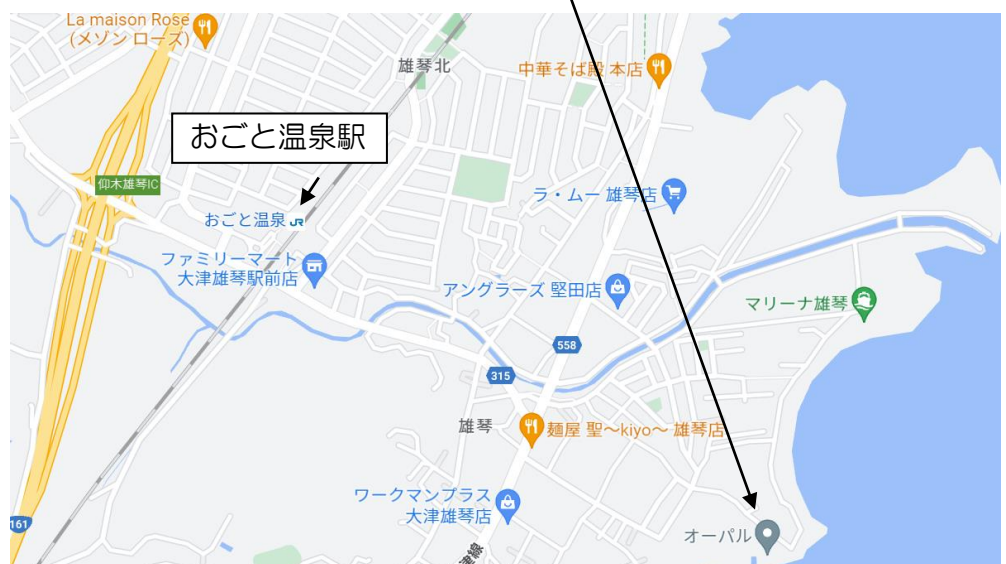 La maison Rose
(メゾン ローズ)
雄琴北
中華そば殿 本店
おごと温泉駅
仰木雄琴IC
ラ・ムー 雄琴店
おごと温泉 JR
ファミリーマート
大津雄琴駅前店
アングラーズ 堅田店
マリーナ雄琴
558
315
雄琴
麺屋 聖〜kiyo〜 雄琴店
ワークマンプラス
大津雄琴店
161
オーパル
津線